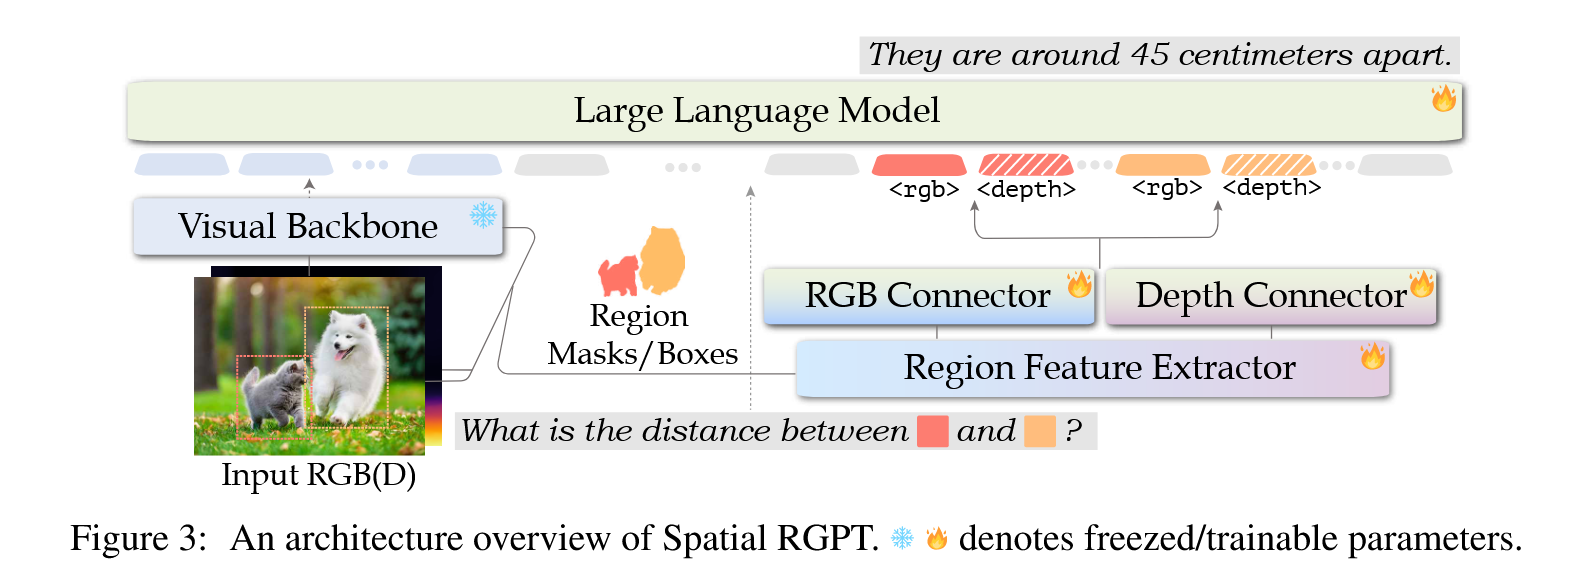 They are around 45 centimeters apart.
Large Language Model
<rgb> <depth> <rgb> <depth>
Visual Backbone
RGB Connector
Depth Connector
Region
Masks/Boxes
Region Feature Extractor
What is the distance between and ?
Input RGB(D)
Figure 3: An architecture overview of Spatial RGPT. denotes freezed/trainable parameters.